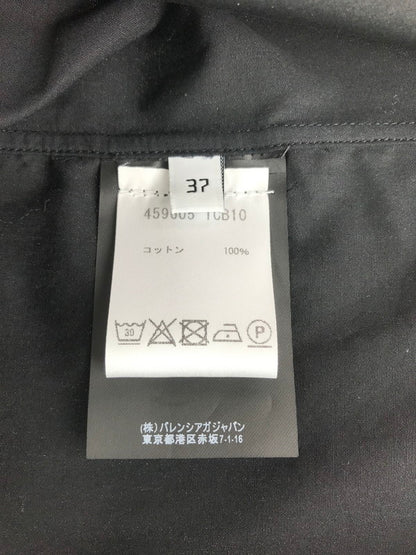 37
459605 TCB10
コットン 100%
30
P
(株)バレンシアガジャパン
東京都港区赤坂7-1-16